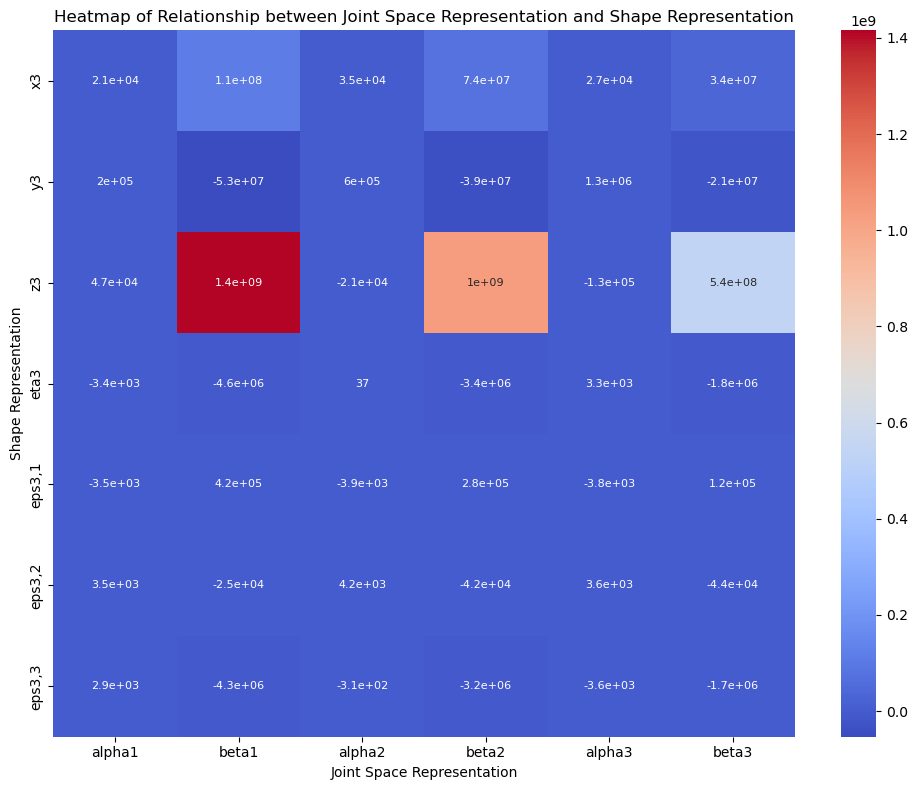 Heatmap of Relationship between Joint Space Representation and Shape Representation
1e9
x3 2.1e+04 1.1e+08 3.5e+04 7.4e+07 2.7e+04 3.4e+07
y3 2e+05 -5.3e+07 6e+05 -3.9e+07 1.3e+06 -2.1e+07
z3 4.7e+04 1.4e+09 -2.1e+04 1e+09 -1.3e+05 5.4e+08
eta3 -3.4e+03 -4.6e+06 37 -3.4e+06 3.3e+03 -1.8e+06
eps3,1 -3.5e+03 4.2e+05 -3.9e+03 2.8e+05 -3.8e+03 1.2e+05
eps3,2 3.5e+03 -2.5e+04 4.2e+03 -4.2e+04 3.6e+03 -4.4e+04
eps3,3 2.9e+03 -4.3e+06 -3.1e+02 -3.2e+06 -3.6e+03 -1.7e+06
Shape Representation
alpha1 beta1 alpha2 beta2 alpha3 beta3
Joint Space Representation
1.4
1.2
1.0
0.8
0.6
0.4
0.2
0.0